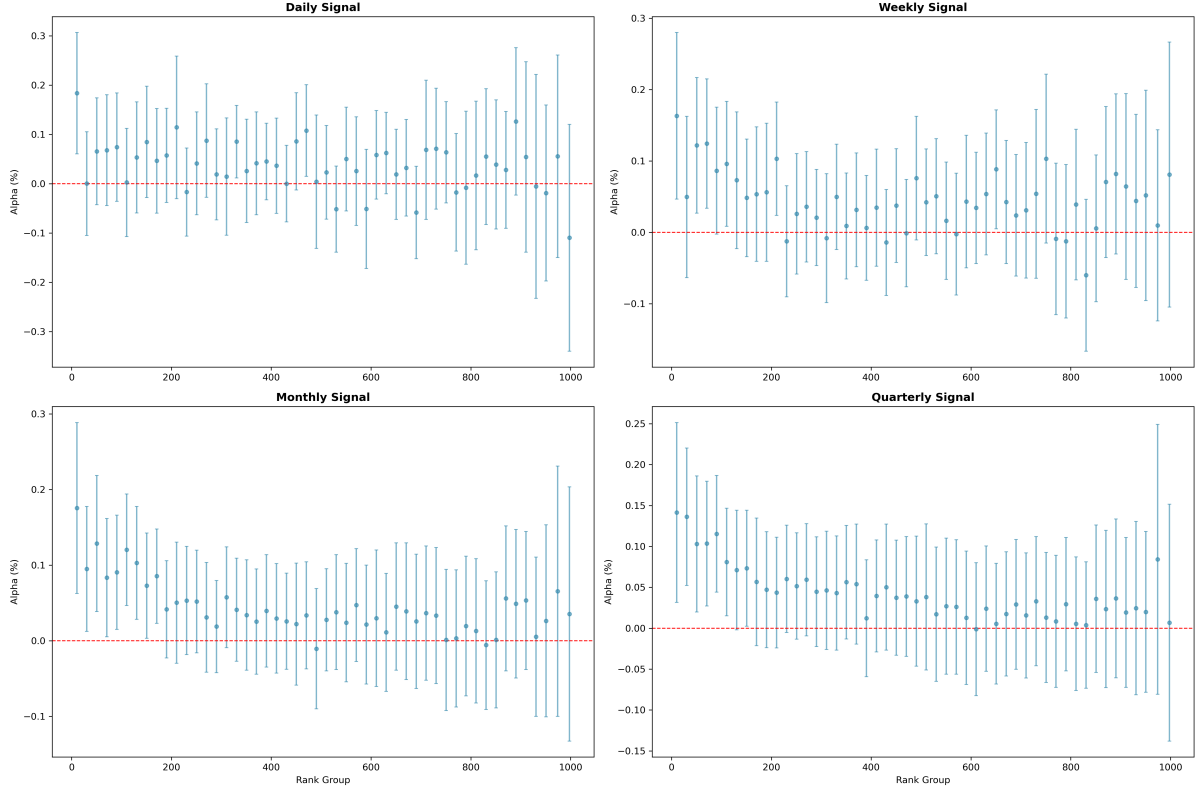 Daily Signal
Alpha (%)
0.3
0.2
0.1
0.0
−0.1
−0.2
−0.3
0 200 400 600 800 1000
Weekly Signal
Alpha (%)
0.3
0.2
0.1
0.0
−0.1
0 200 400 600 800 1000
Monthly Signal
Alpha (%)
0.3
0.2
0.1
0.0
−0.1
0 200 400 600 800 1000
Rank Group
Quarterly Signal
Alpha (%)
0.25
0.20
0.15
0.10
0.05
0.00
−0.05
−0.10
−0.15
0 200 400 600 800 1000
Rank Group